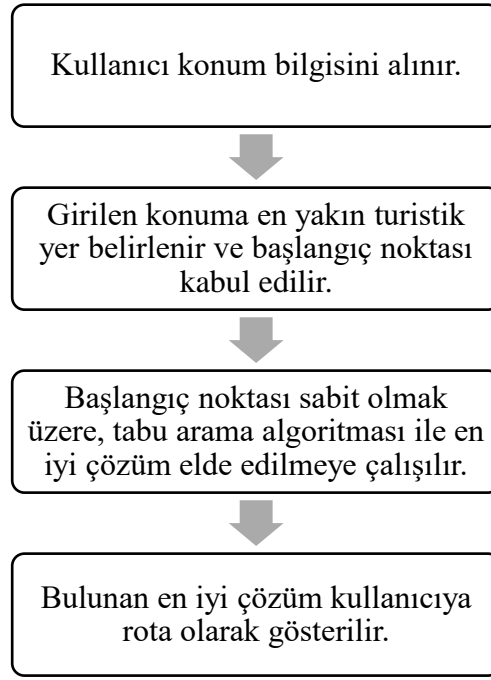 Kullanıcı konum bilgisini alınır.
Girilen konuma en yakın turistik
yer belirlenir ve başlangıç noktası
kabul edilir.
Başlangıç noktası sabit olmak
üzere, tabu arama algoritması ile en
iyi çözüm elde edilmeye çalışılır.
Bulunan en iyi çözüm kullanıcıya
rota olarak gösterilir.